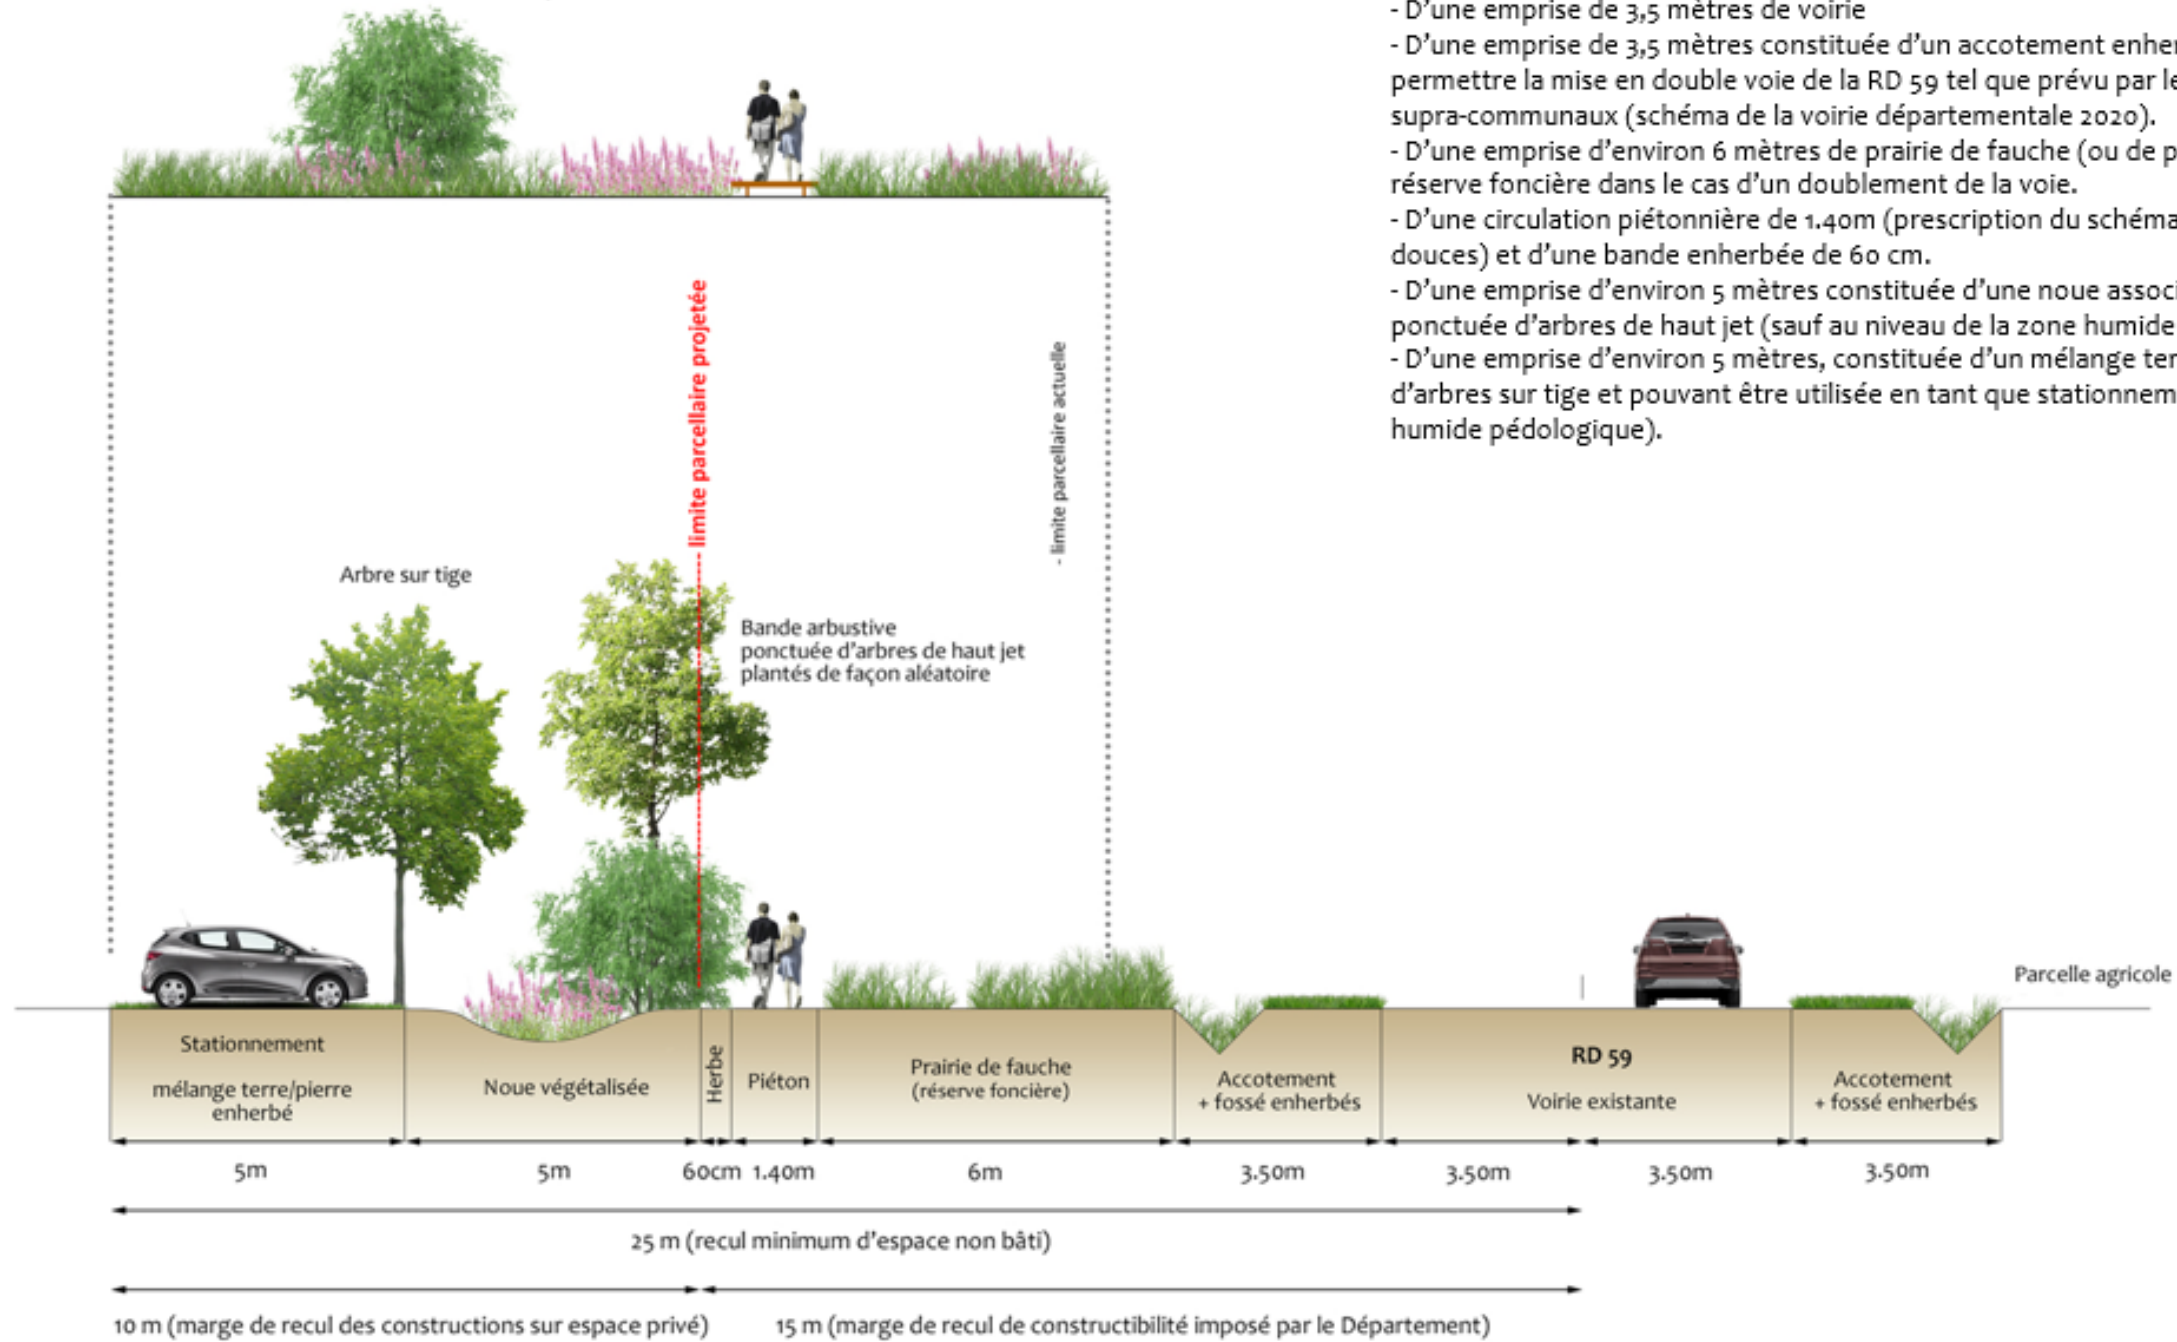 - D'une emprise de 3,5 mètres de voirie
- D'une emprise de 3,5 mètres constituée d'un accotement
permettre la mise en double voie de la RD 59 tel que prévu par
supra-communaux (schéma de la voirie départementale 2020).
- D'une emprise d'environ 6 mètres de prairie de fauche (ou de
réserve foncière dans le cas d'un doublement de la voie.
- D'une circulation piétonnière de 1.40m (prescription du schéma
douces) et d'une bande enherbée de 60 cm.
- D'une emprise d'environ 5 mètres constituée d'une noue
ponctuée d'arbres de haut jet (sauf au niveau de la zone humide
- D'une emprise d'environ 5 mètres, constituée d'un mélange
d'arbres sur tige et pouvant être utilisée en tant que
humide pédologique).
limite parcellaire projetée
- limite parcellaire actuelle
Arbre sur tige
Bande arbustive
ponctuée d'arbres de haut jet
plantés de façon aléatoire
Parcelle agricole
Stationnement
mélange terre/pierre
enherbé
Noue végétalisée
Herbe
Piéton
Prairie de fauche
(réserve foncière)
Accotement
+ fossé enherbés
RD 59
Voirie existante
Accotement
+ fossé enherbés
5m 5m 60cm 1.40m 6m 3.50m 3.50m 3.50m 3.50m
25 m (recul minimum d'espace non bâti)
10 m (marge de recul des constructions sur espace privé) 15 m (marge de recul de constructibilité imposé par le Département)